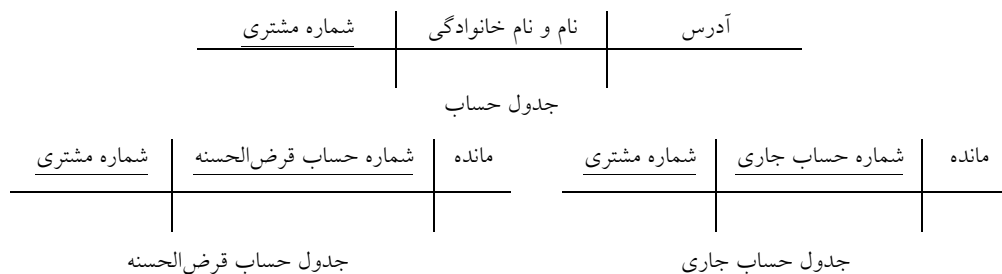 شماره مشتری نام و نام خانوادگی آدرس
جدول حساب
شماره مشتری شماره حساب قرض‌الحسنه مانده
جدول حساب قرض‌الحسنه
شماره مشتری شماره حساب جاری مانده
جدول حساب جاری